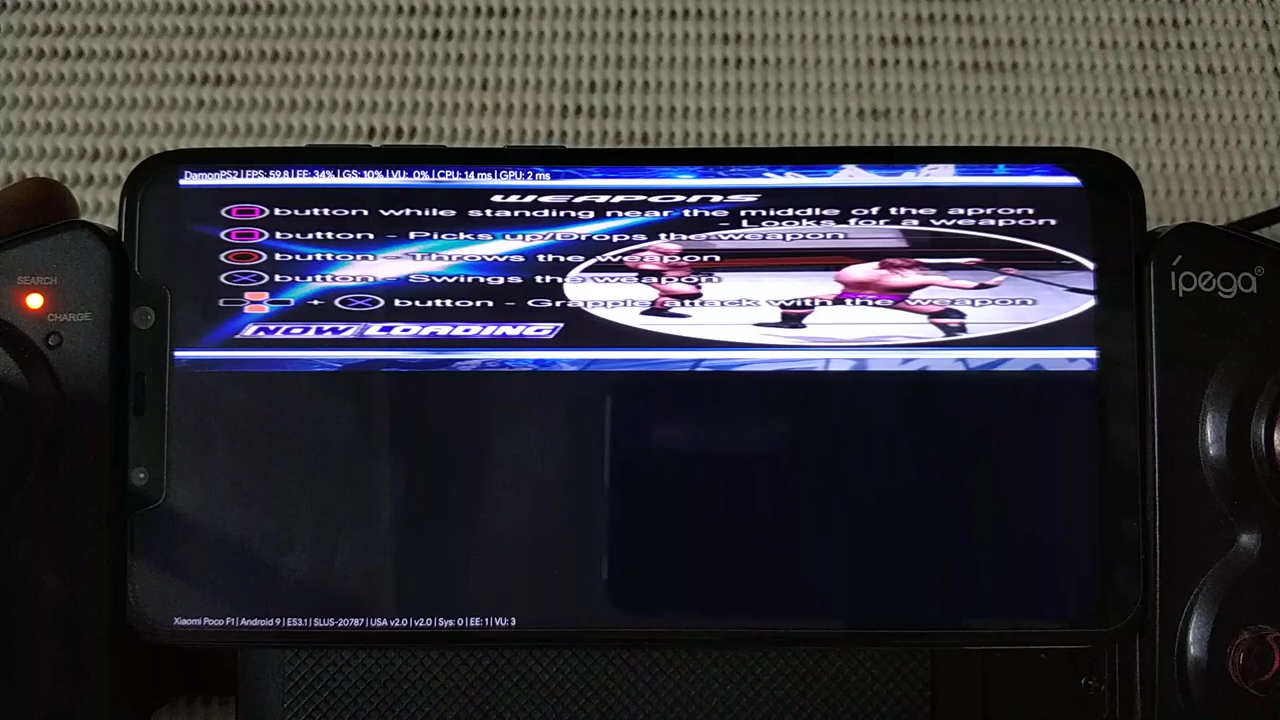 DamonPS2 | FPS: 59.8 | EE: 34% | GS: 10% | VU: 0% | CPU: 14 ms | GPU: 2 ms
WEAPONS
button while standing near the middle of the apron
- Looks for a weapon
button - Picks up/Drops the weapon
button - Throws the weapon
button - Swings the weapon
+ button - Grapple attack with the weapon
NOW LOADING
Xiaomi Poco F1 | Android 9 | ES3.1 | SLUS-20787 | USA v2.0 | v2.0 | Sys: 0 | EE: 1 | VU: 3
SEARCH
CHARGE
ípega®